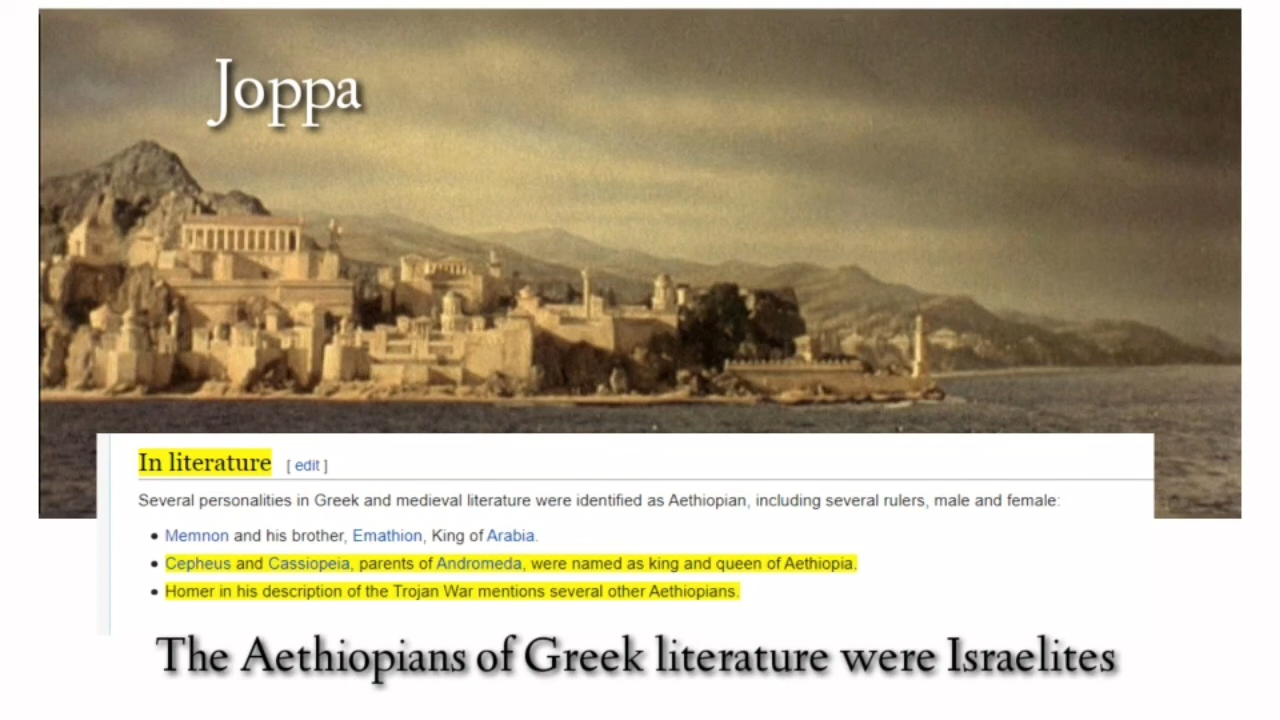 Joppa
In literature [ edit ]
Several personalities in Greek and medieval literature were identified as Aethiopian, including several rulers, male and female:
• Memnon and his brother, Emathion, King of Arabia.
• Cepheus and Cassiopeia, parents of Andromeda, were named as king and queen of Aethiopia.
• Homer in his description of the Trojan War mentions several other Aethiopians.
The Aethiopians of Greek literature were Israelites